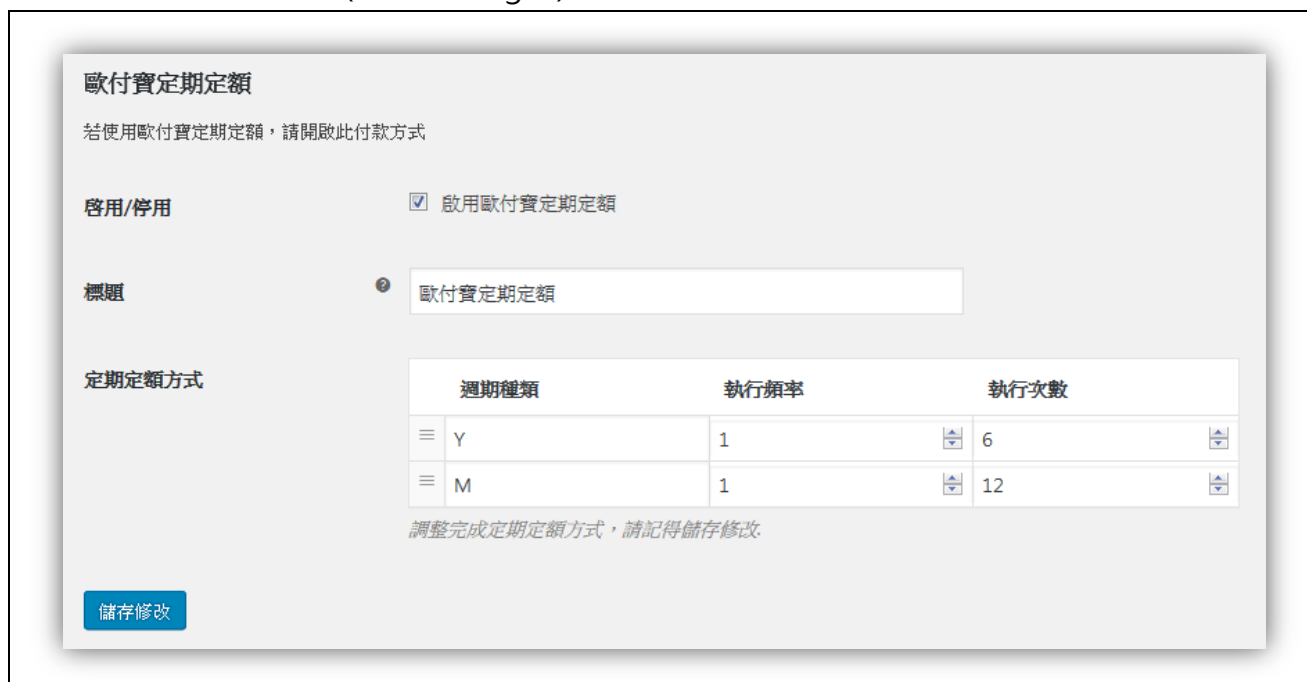 歐付寶定期定額
若使用歐付寶定期定額，請開啟此付款方式
啓用/停用 啟用歐付寶定期定額
標題 歐付寶定期定額
定期定額方式 週期種類 執行頻率 執行次數
Y 1 6
M 1 12
調整完成定期定額方式，請記得儲存修改.
儲存修改